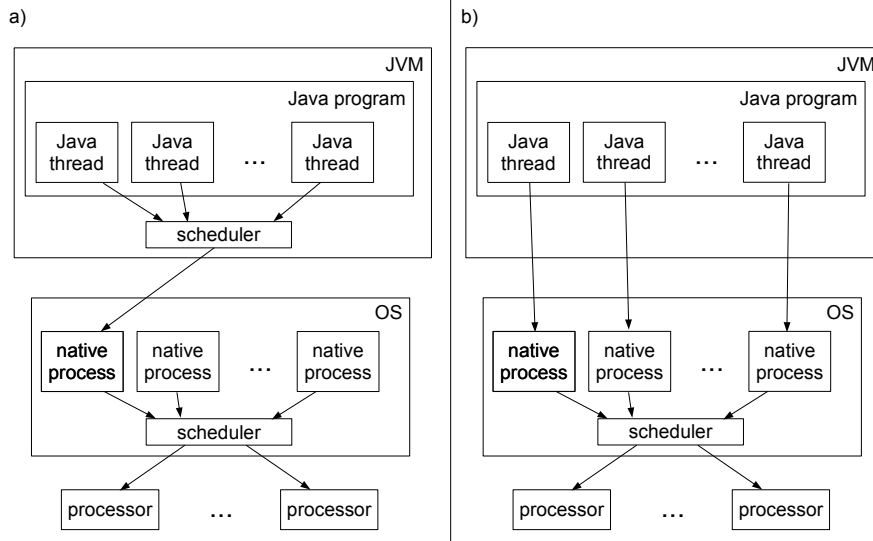 a)
JVM
Java program
Java thread
Java thread
...
Java thread
scheduler
OS
native process
native process
...
native process
scheduler
processor
...
processor
b)
JVM
Java program
Java thread
Java thread
...
Java thread
OS
native process
native process
...
native process
scheduler
processor
...
processor